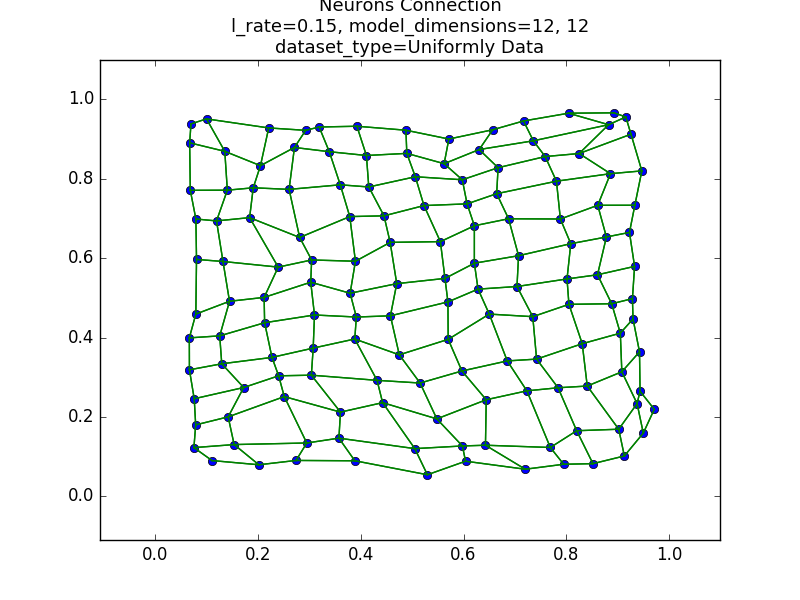 Neurons Connection
l_rate=0.15, model_dimensions=12, 12
dataset_type=Uniformly Data
1.0
0.8
0.6
0.4
0.2
0.0
0.0 0.2 0.4 0.6 0.8 1.0